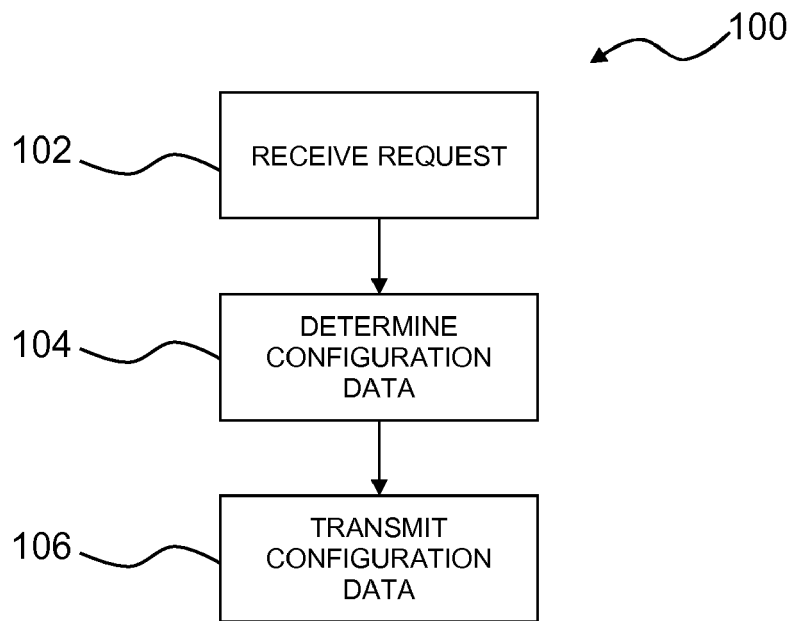 100
102
RECEIVE REQUEST
104
DETERMINE
CONFIGURATION
DATA
106
TRANSMIT
CONFIGURATION
DATA